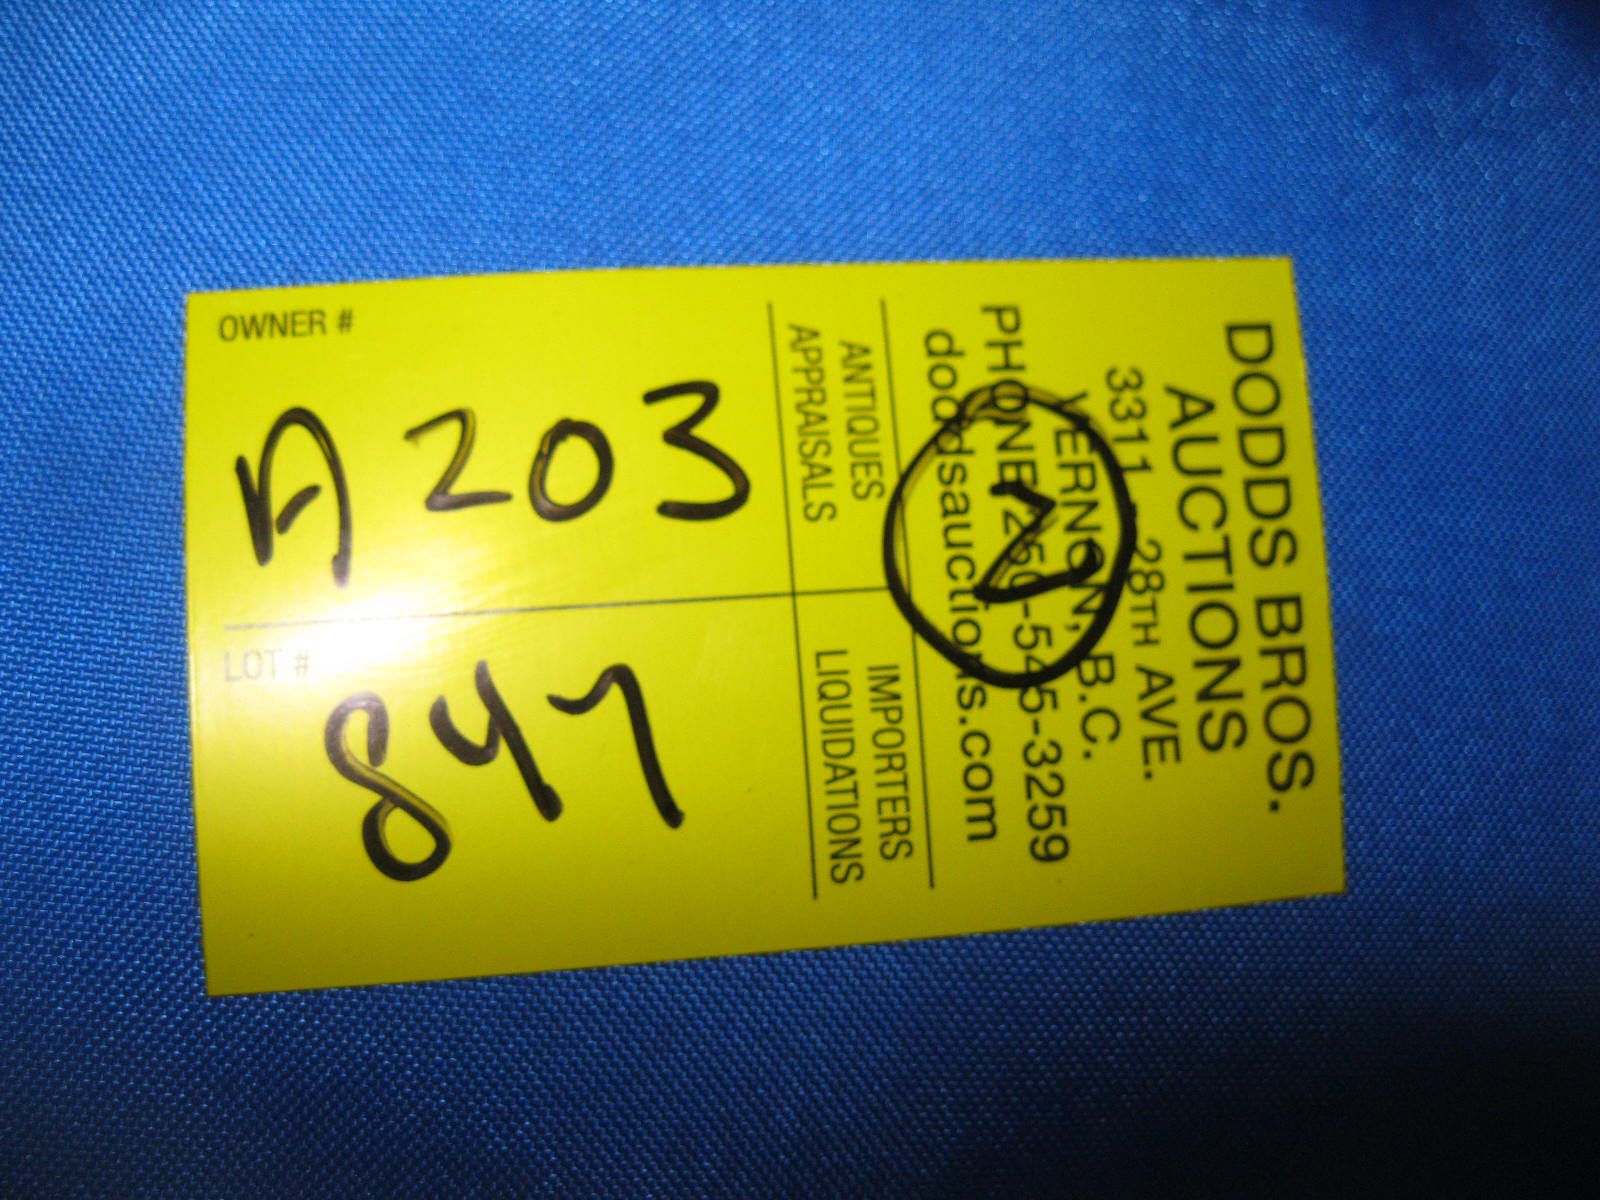 DODDS BROS.
AUCTIONS
3311 - 28TH AVE.
VERNON, B.C.
PHONE 250-545-3259
doddsauctions.com
2
ANTIQUES
APPRAISALS
IMPORTERS
LIQUIDATIONS
OWNER #
A203
LOT #
847